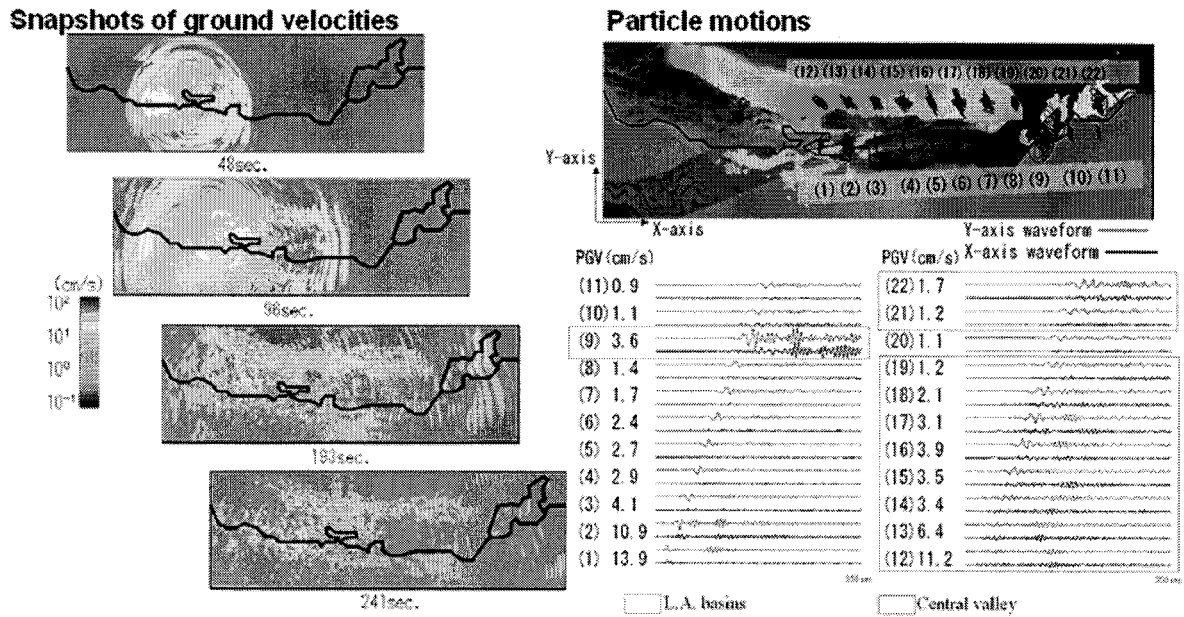 Snapshots of ground velocities
48sec.
96sec.
193sec.
241sec.
(cm/s)
10²
10¹
10⁰
10⁻¹
Particle motions
(12) (13) (14) (15) (16) (17) (18) (19) (20) (21) (22)
(1) (2) (3) (4) (5) (6) (7) (8) (9) (10) (11)
Y-axis
X-axis
Y-axis waveform
X-axis waveform
PGV(cm/s)
(11) 0.9
(10) 1.1
(9) 3.6
(8) 1.4
(7) 1.7
(6) 2.4
(5) 2.7
(4) 2.9
(3) 4.1
(2) 10.9
(1) 13.9
PGV(cm/s)
(22) 1.7
(21) 1.2
(20) 1.1
(19) 1.2
(18) 2.1
(17) 3.1
(16) 3.9
(15) 3.5
(14) 3.4
(13) 6.4
(12) 11.2
L.A. basins
Central valley